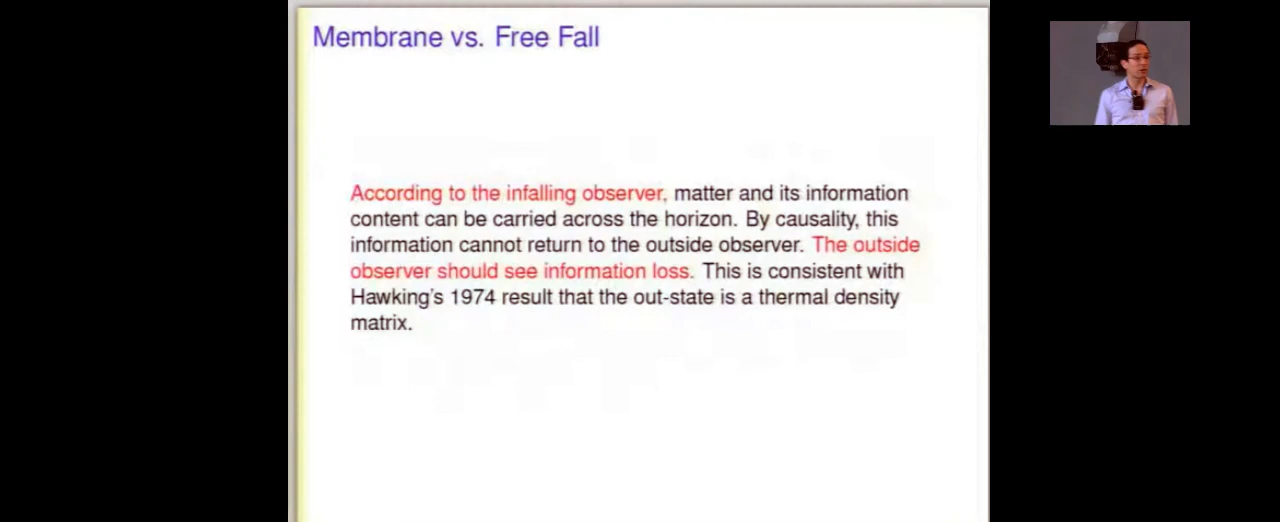 Membrane vs. Free Fall
According to the infalling observer, matter and its information
content can be carried across the horizon. By causality, this
information cannot return to the outside observer. The outside
observer should see information loss. This is consistent with
Hawking's 1974 result that the out-state is a thermal density
matrix.